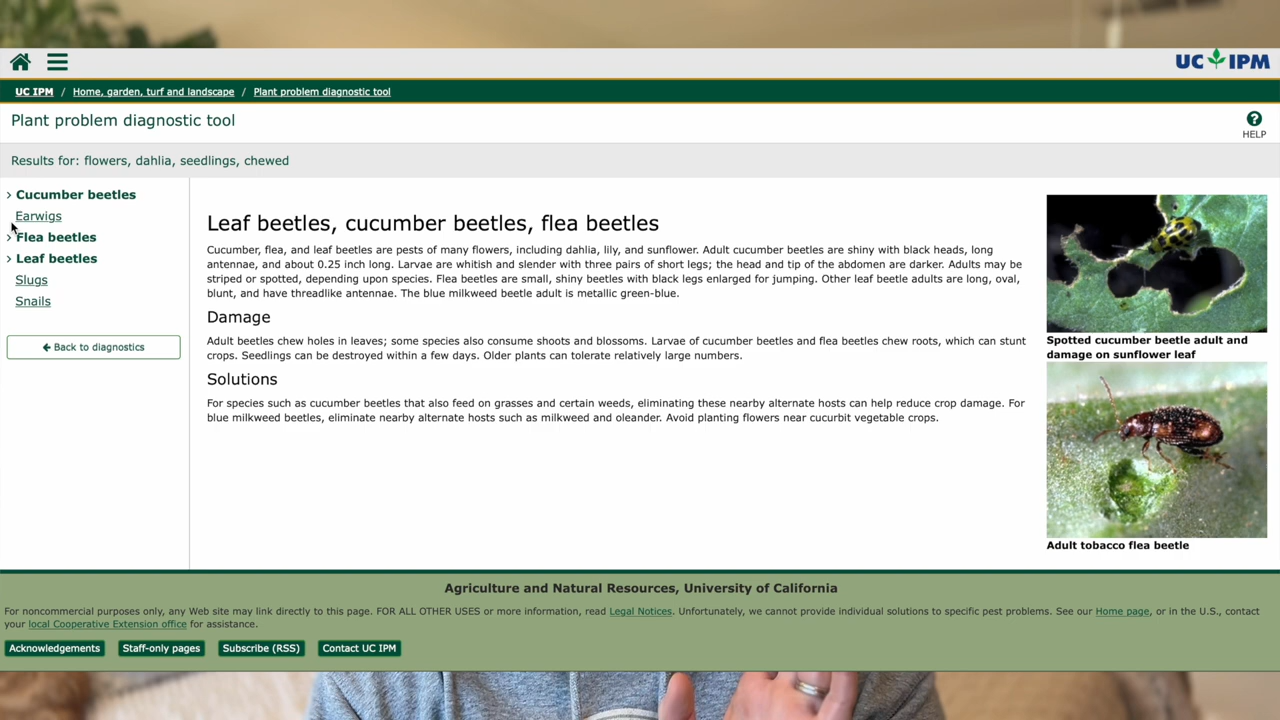 UC IPM
UC IPM / Home, garden, turf and landscape / Plant problem diagnostic tool
Plant problem diagnostic tool
HELP
Results for: flowers, dahlia, seedlings, chewed
› Cucumber beetles
Earwigs
› Flea beetles
› Leaf beetles
Slugs
Snails
Back to diagnostics
Leaf beetles, cucumber beetles, flea beetles
Cucumber, flea, and leaf beetles are pests of many flowers, including dahlia, lily, and sunflower. Adult cucumber beetles are shiny with black heads, long
antennae, and about 0.25 inch long. Larvae are whitish and slender with three pairs of short legs; the head and tip of the abdomen are darker. Adults may be
striped or spotted, depending upon species. Flea beetles are small, shiny beetles with black legs enlarged for jumping. Other leaf beetle adults are long, oval,
blunt, and have threadlike antennae. The blue milkweed beetle adult is metallic green-blue.
Damage
Adult beetles chew holes in leaves; some species also consume shoots and blossoms. Larvae of cucumber beetles and flea beetles chew roots, which can stunt
crops. Seedlings can be destroyed within a few days. Older plants can tolerate relatively large numbers.
Solutions
For species such as cucumber beetles that also feed on grasses and certain weeds, eliminating these nearby alternate hosts can help reduce crop damage. For
blue milkweed beetles, eliminate nearby alternate hosts such as milkweed and oleander. Avoid planting flowers near cucurbit vegetable crops.
Spotted cucumber beetle adult and
damage on sunflower leaf
Adult tobacco flea beetle
Agriculture and Natural Resources, University of California
For noncommercial purposes only, any Web site may link directly to this page. FOR ALL OTHER USES or more information, read Legal Notices. Unfortunately, we cannot provide individual solutions to specific pest problems. See our Home page, or in the U.S., contact
your local Cooperative Extension office for assistance.
Acknowledgements
Staff-only pages
Subscribe (RSS)
Contact UC IPM